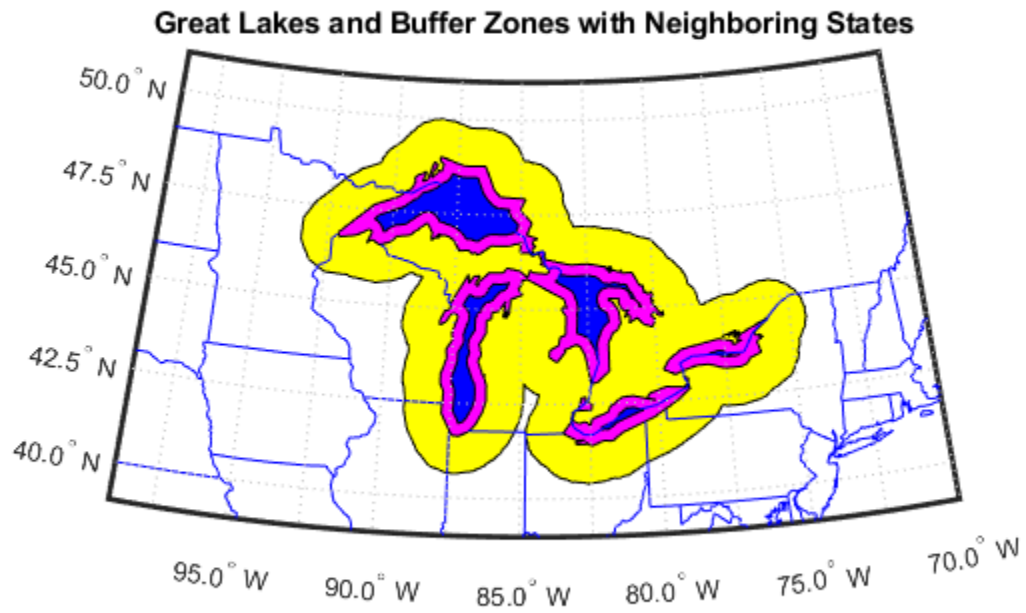 Great Lakes and Buffer Zones with Neighboring States
50.0° N
47.5° N
45.0° N
42.5° N
40.0° N
95.0° W
90.0° W
85.0° W
80.0° W
75.0° W
70.0° W